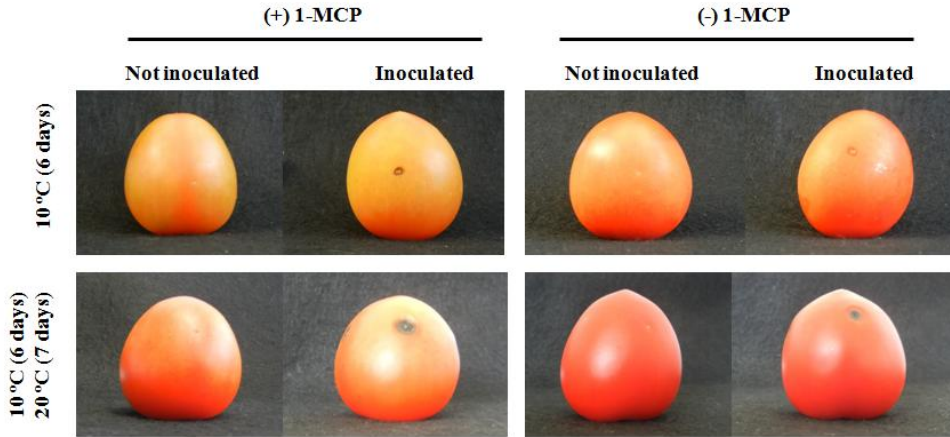 (+) 1-MCP
(-) 1-MCP
Not inoculated
Inoculated
Not inoculated
Inoculated
10 ºC (6 days)
10 ºC (6 days)
20 ºC (7 days)